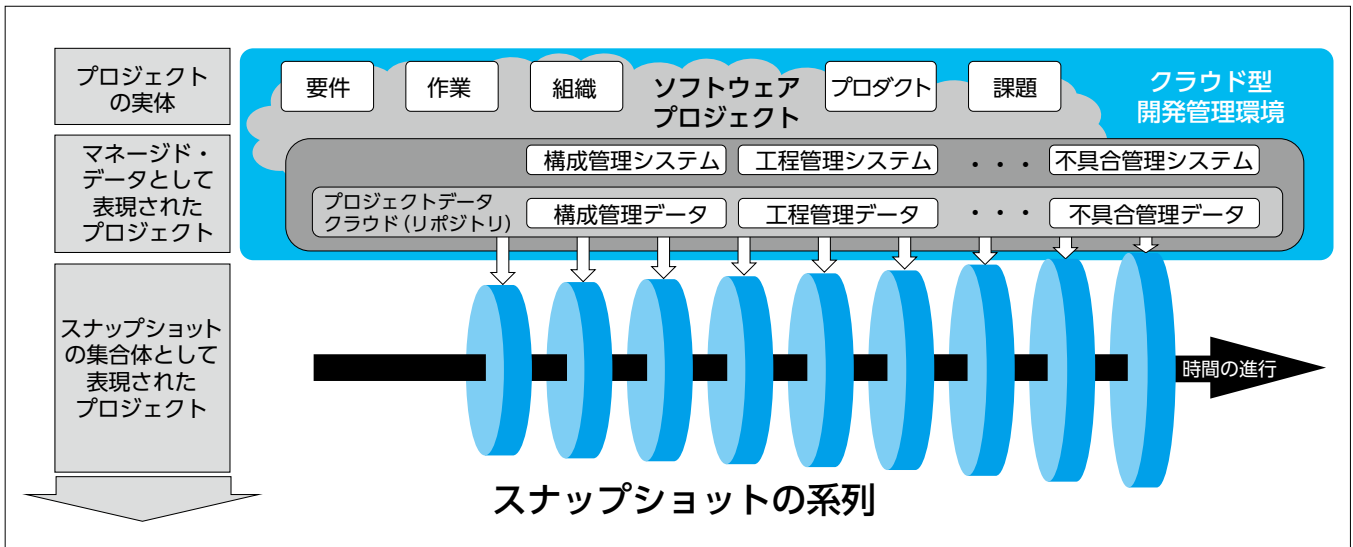 プロジェクト
の実体
要件
作業
組織
ソフトウェア
プロジェクト
プロダクト
課題
クラウド型
開発管理環境
マネージド・
データとして
表現された
プロジェクト
構成管理システム
工程管理システム
・・・
不具合管理システム
プロジェクトデータ
クラウド(リポジトリ)
構成管理データ
工程管理データ
・・・
不具合管理データ
スナップショット
の集合体として
表現された
プロジェクト
時間の進行
スナップショットの系列